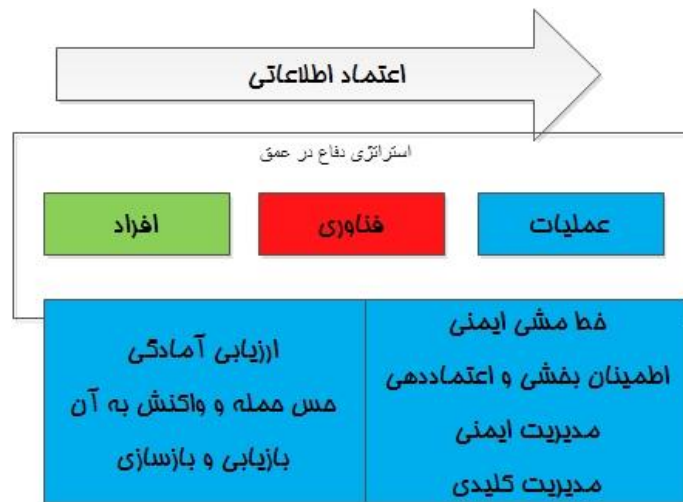 اعتماد اطلاعاتی
استراتژی دفاع در عمق
عملیات
فناوری
افراد
خط مشی ایمنی
اطمینان بخشی و اعتماددهی
مدیریت ایمنی
مدیریت کلیدی
ارزیابی آمادگی
حس حمله و واکنش به آن
بازیابی و بازسازی